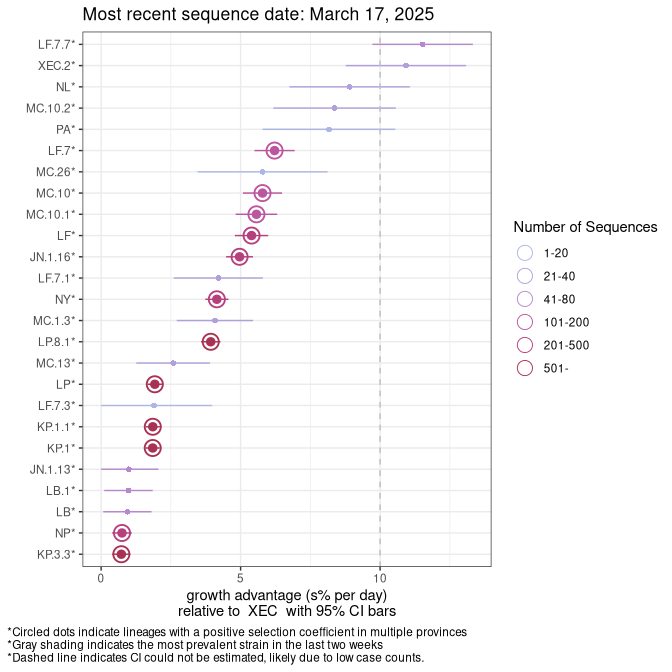 Most recent sequence date: March 17, 2025
LF.7.7*
XEC.2*
NL*
MC.10.2*
PA*
LF.7*
MC.26*
MC.10*
MC.10.1*
LF*
JN.1.16*
LF.7.1*
NY*
MC.1.3*
LP.8.1*
MC.13*
LP*
LF.7.3*
KP.1.1*
KP.1*
JN.1.13*
LB.1*
LB*
NP*
KP.3.3*
0 5 10
growth advantage (s% per day)
relative to XEC with 95% CI bars
Number of Sequences
1-20
21-40
41-80
101-200
201-500
501-
*Circled dots indicate lineages with a positive selection coefficient in multiple provinces
*Gray shading indicates the most prevalent strain in the last two weeks
*Dashed line indicates CI could not be estimated, likely due to low case counts.